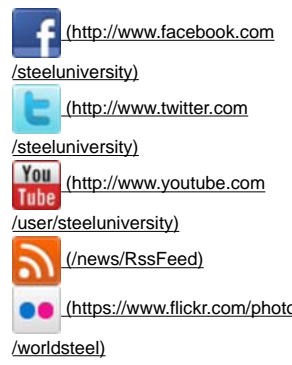 (http://www.facebook.com
/steeluniversity)
(http://www.twitter.com
/steeluniversity)
You
Tube
(http://www.youtube.com
/user/steeluniversity)
(/news/RssFeed)
(https://www.flickr.com/photo
/worldsteel)